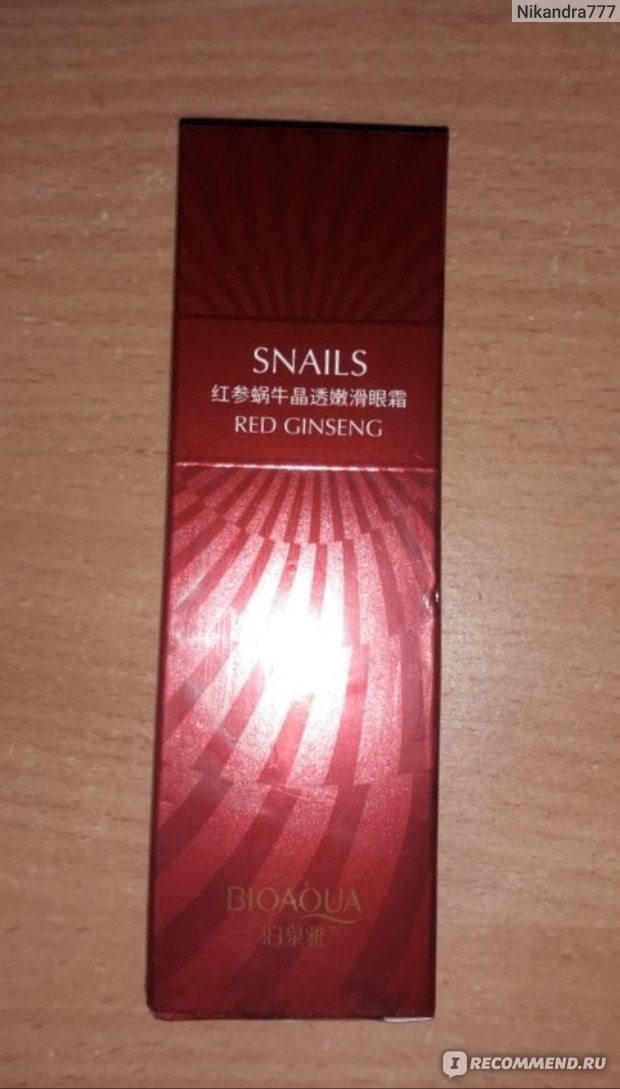 Nikandra777
SNAILS
红参蜗牛晶透嫩滑眼霜
RED GINSENG
BIOAQUA
泊泉雅®
I RECOMMEND.RU